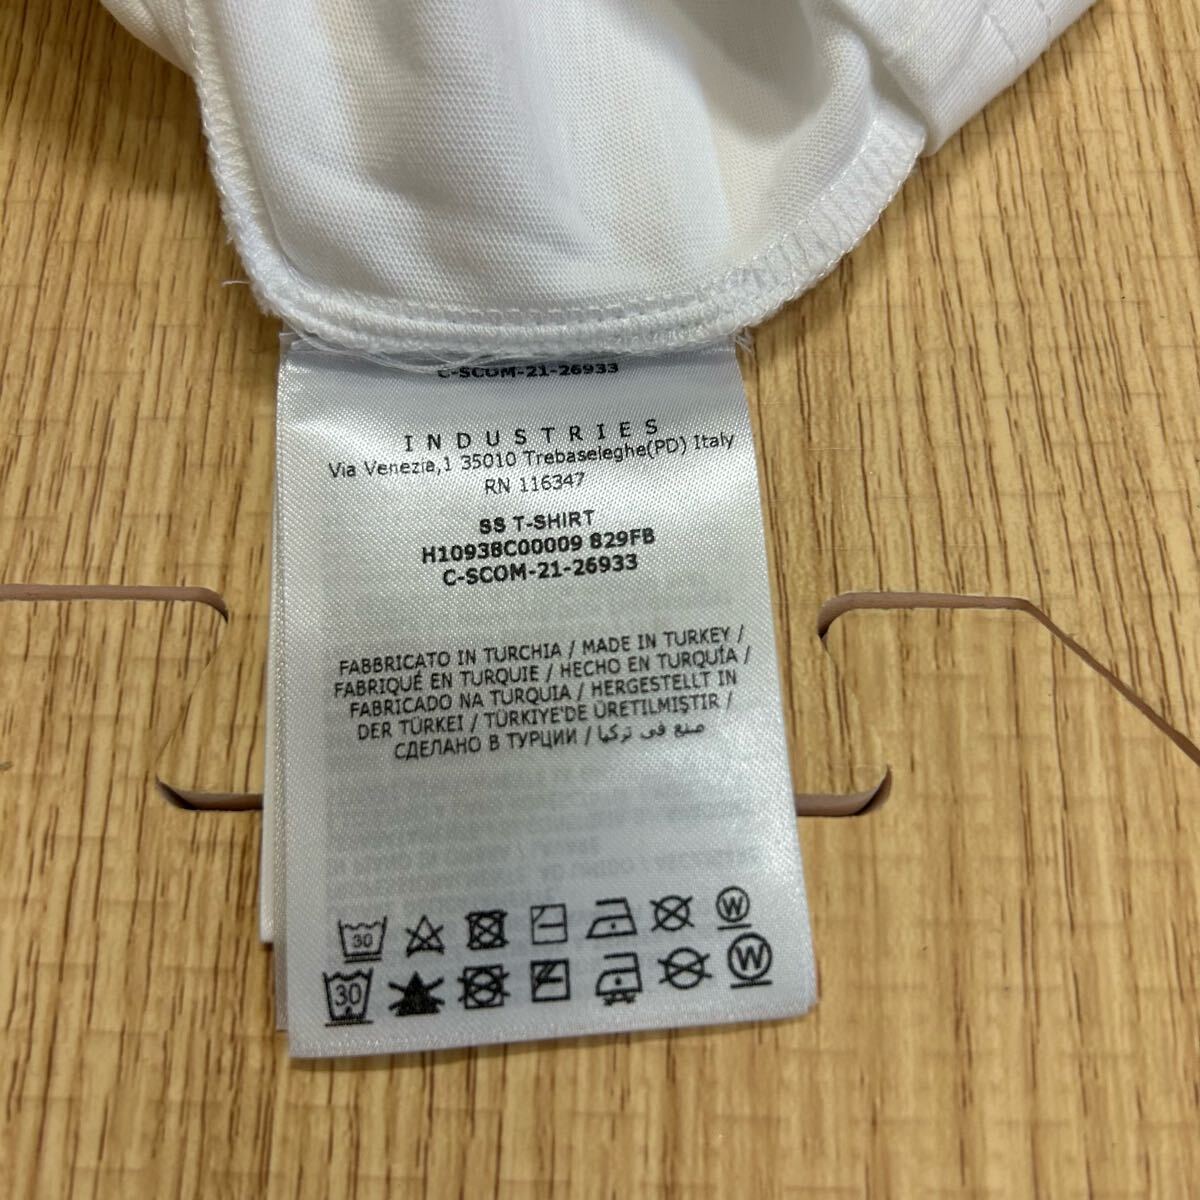 C-SCOM-21-26933
INDUSTRIES
Via Venezia,1 35010 Trebaseleghe(PD) Italy
RN 116347
SS T-SHIRT
H10938C00009 829FB
C-SCOM-21-26933
FABBRICATO IN TURCHIA / MADE IN TURKEY /
FABRIQUÉ EN TURQUIE / HECHO EN TURQUÍA /
FABRICADO NA TURQUIA / HERGESTELLT IN
DER TÜRKEI / TÜRKIYE'DE ÜRETILMIŞTIR /
СДЕЛАНО В ТУРЦИИ / صنع في تركيا
30 W
30 W